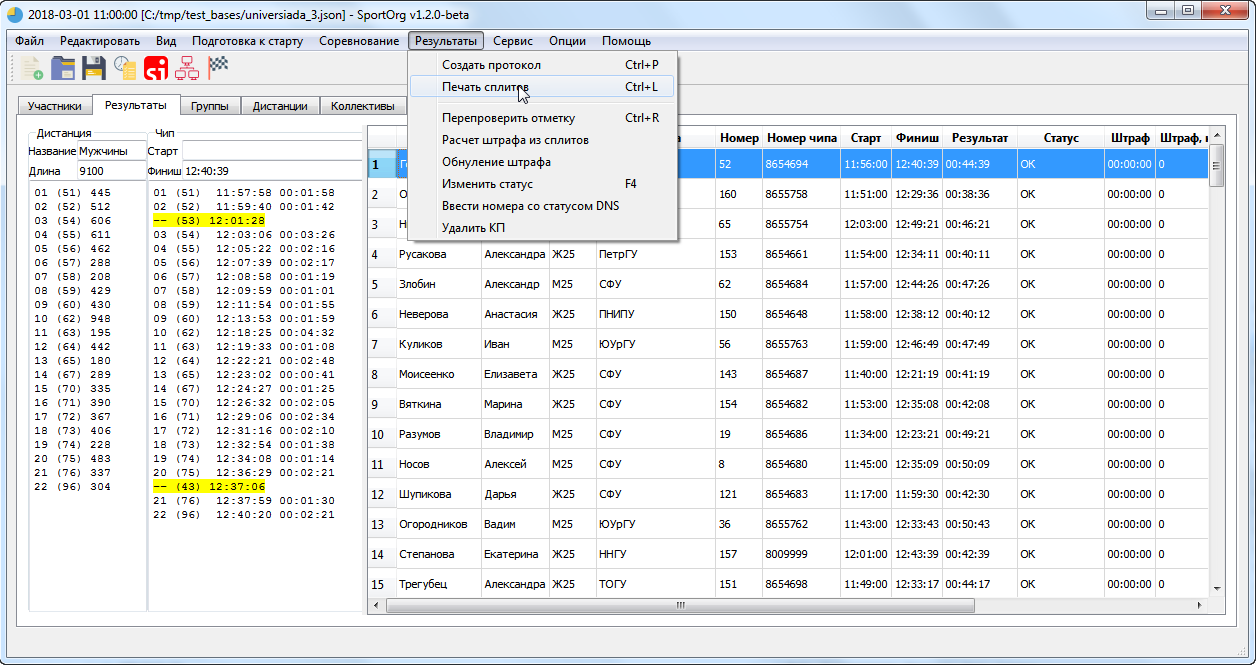 2018-03-01 11:00:00 [C:/tmp/test_bases/universiada_3.json] - SportOrg v1.2.0-beta
Файл Редактировать Вид Подготовка к старту Соревнование Результаты Сервис Опции Помощь
Создать протокол Ctrl+P
Печать сплитов Ctrl+L
Перепроверить отметку Ctrl+R
Расчет штрафа из сплитов
Обнуление штрафа
Изменить статус F4
Ввести номера со статусом DNS
Удалить КП
Участники Результаты Группы Дистанции Коллективы
Дистанция
Название Мужчины
Длина 9100
01 (51) 445
02 (52) 512
03 (54) 606
04 (55) 611
05 (56) 462
06 (57) 288
07 (58) 208
08 (59) 429
09 (60) 430
10 (62) 948
11 (63) 195
12 (64) 442
13 (65) 180
14 (67) 289
15 (70) 335
16 (71) 390
17 (72) 367
18 (73) 406
19 (74) 228
20 (75) 483
21 (76) 337
22 (96) 304
Чип
Старт
Финиш 12:40:39
01 (51) 11:57:58 00:01:58
02 (52) 11:59:40 00:01:42
-- (53) 12:01:28
03 (54) 12:03:06 00:03:26
04 (55) 12:05:22 00:02:16
05 (56) 12:07:39 00:02:17
06 (57) 12:08:58 00:01:19
07 (58) 12:09:59 00:01:01
08 (59) 12:11:54 00:01:55
09 (60) 12:13:53 00:01:59
10 (62) 12:18:25 00:04:32
11 (63) 12:19:33 00:01:08
12 (64) 12:22:21 00:02:48
13 (65) 12:23:02 00:00:41
14 (67) 12:24:27 00:01:25
15 (70) 12:26:32 00:02:05
16 (71) 12:29:06 00:02:34
17 (72) 12:31:16 00:02:10
18 (73) 12:32:54 00:01:38
19 (74) 12:34:08 00:01:14
20 (75) 12:36:29 00:02:21
-- (43) 12:37:06
21 (76) 12:37:59 00:01:30
22 (96) 12:40:20 00:02:21
Номер Номер чипа Старт Финиш Результат Статус Штраф Штраф,
1 52 8654694 11:56:00 12:40:39 00:44:39 OK 00:00:00 0
2 160 8655758 11:51:00 12:29:36 00:38:36 OK 00:00:00 0
3 65 8655754 12:03:00 12:49:21 00:46:21 OK 00:00:00 0
4 Русакова Александра Ж25 ПетрГУ 153 8654661 11:54:00 12:34:11 00:40:11 OK 00:00:00 0
5 Злобин Александр М25 СФУ 62 8654684 11:57:00 12:44:26 00:47:26 OK 00:00:00 0
6 Неверова Анастасия Ж25 ПНИПУ 150 8654648 11:58:00 12:38:12 00:40:12 OK 00:00:00 0
7 Куликов Иван М25 ЮУрГУ 56 8655763 11:59:00 12:46:49 00:47:49 OK 00:00:00 0
8 Моисеенко Елизавета Ж25 СФУ 143 8654687 11:40:00 12:21:19 00:41:19 OK 00:00:00 0
9 Вяткина Марина Ж25 СФУ 154 8654682 11:53:00 12:35:08 00:42:08 OK 00:00:00 0
10 Разумов Владимир М25 СФУ 19 8654686 11:34:00 12:23:21 00:49:21 OK 00:00:00 0
11 Носов Алексей М25 СФУ 8 8654680 11:45:00 12:35:09 00:50:09 OK 00:00:00 0
12 Шупикова Дарья Ж25 СФУ 121 8654683 11:17:00 11:59:30 00:42:30 OK 00:00:00 0
13 Огородников Вадим М25 ЮУрГУ 36 8655762 11:43:00 12:33:43 00:50:43 OK 00:00:00 0
14 Степанова Екатерина Ж25 ННГУ 157 8009999 12:01:00 12:43:39 00:42:39 OK 00:00:00 0
15 Трегубец Александра Ж25 ТОГУ 151 8654698 11:49:00 12:33:17 00:44:17 OK 00:00:00 0